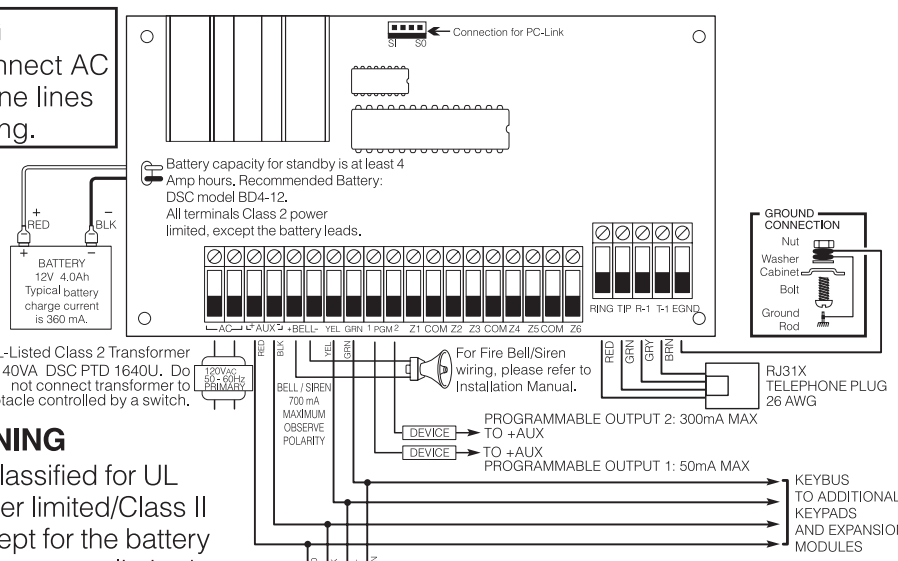 nnect AC
ne lines
ng.
Connection for PC-Link
SI SO
Battery capacity for standby is at least 4
Amp hours. Recommended Battery:
DSC model BD4-12.
All terminals Class 2 power
limited, except the battery leads.
+ –
RED BLK
+ –
BATTERY
12V 4.0Ah
Typical battery
charge current
is 360 mA.
GROUND
CONNECTION
Nut
Washer
Cabinet
Bolt
Ground
Rod
AC + AUX - +BELL- YEL GRN 1 PGM 2 Z1 COM Z2 Z3 COM Z4 Z5 COM Z6
RING TIP R-1 T-1 EGND
RED BLK YEL GRN
RED GRN GRY BRN
-Listed Class 2 Transformer
40VA DSC PTD 1640U. Do
not connect transformer to
ptacle controlled by a switch.
120VAC
50 - 60Hz
PRIMARY
BELL / SIREN
700 mA
MAXIMUM
OBSERVE
POLARITY
For Fire Bell/Siren
wiring, please refer to
Installation Manual.
RJ31X
TELEPHONE PLUG
26 AWG
PROGRAMMABLE OUTPUT 2: 300mA MAX
DEVICE TO +AUX
DEVICE TO +AUX
PROGRAMMABLE OUTPUT 1: 50mA MAX
KEYBUS
TO ADDITIONAL
KEYPADS
AND EXPANSION
MODULES
NING
lassified for UL
er limited/Class II
ept for the battery